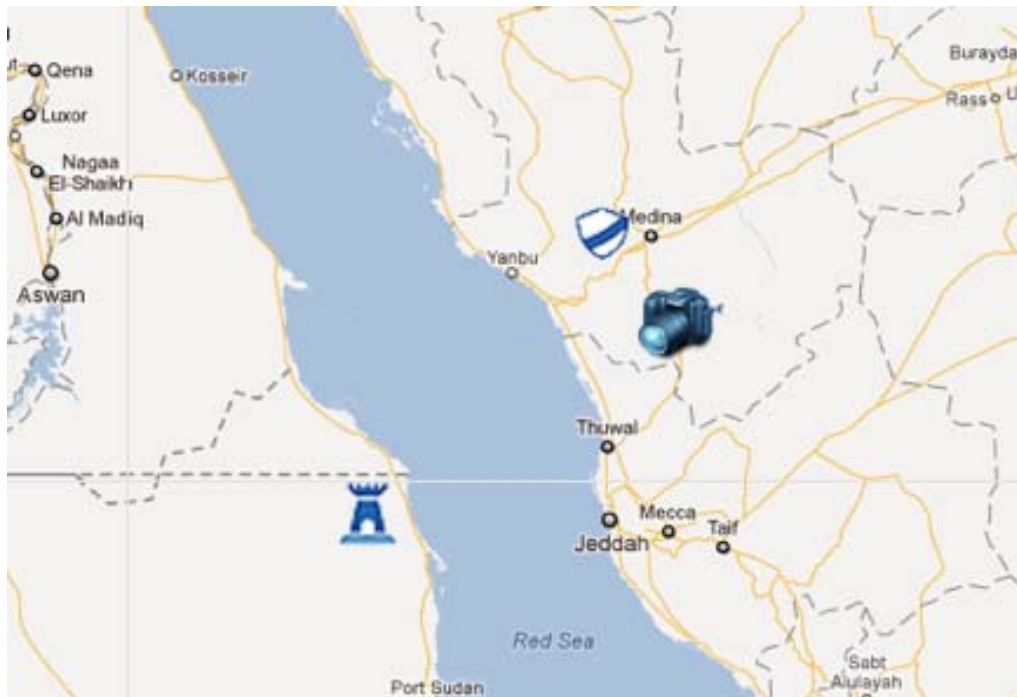 Qena
Kosseir
Burayda
Rass
Luxor
Nagaa
El-Shaikh
Al Madiq
Medina
Yanbu
Aswan
Thuwal
Mecca
Taif
Jeddah
Red Sea
Sabt
Alulayah
Port Sudan